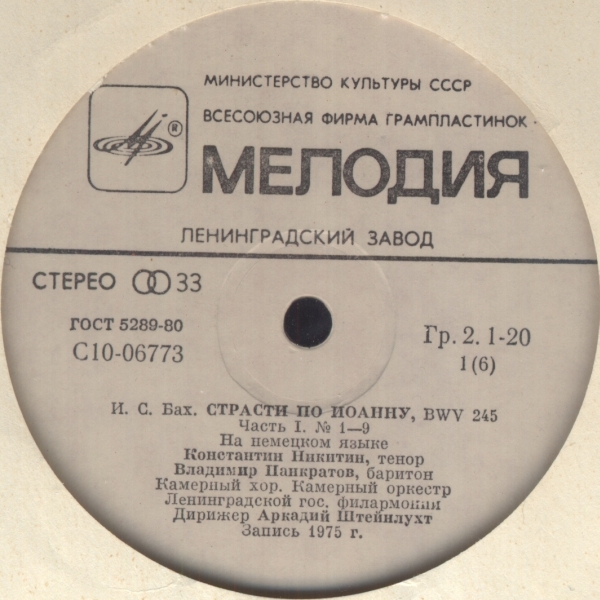 МИНИСТЕРСТВО КУЛЬТУРЫ СССР
ВСЕСОЮЗНАЯ ФИРМА ГРАМПЛАСТИНОК
®
МЕЛОДИЯ
ЛЕНИНГРАДСКИЙ ЗАВОД
СТЕРЕО 33
ГОСТ 5289-80
С10-06773
Гр. 2. 1-20
1(6)
И. С. Бах. СТРАСТИ ПО ИОАННУ, BWV 245
Часть I. № 1—9
На немецком языке
Константин Никитин, тенор
Владимир Панкратов, баритон
Камерный хор. Камерный оркестр
Ленинградской гос. филармонии
Дирижер Аркадий Штейнлухт
Запись 1975 г.